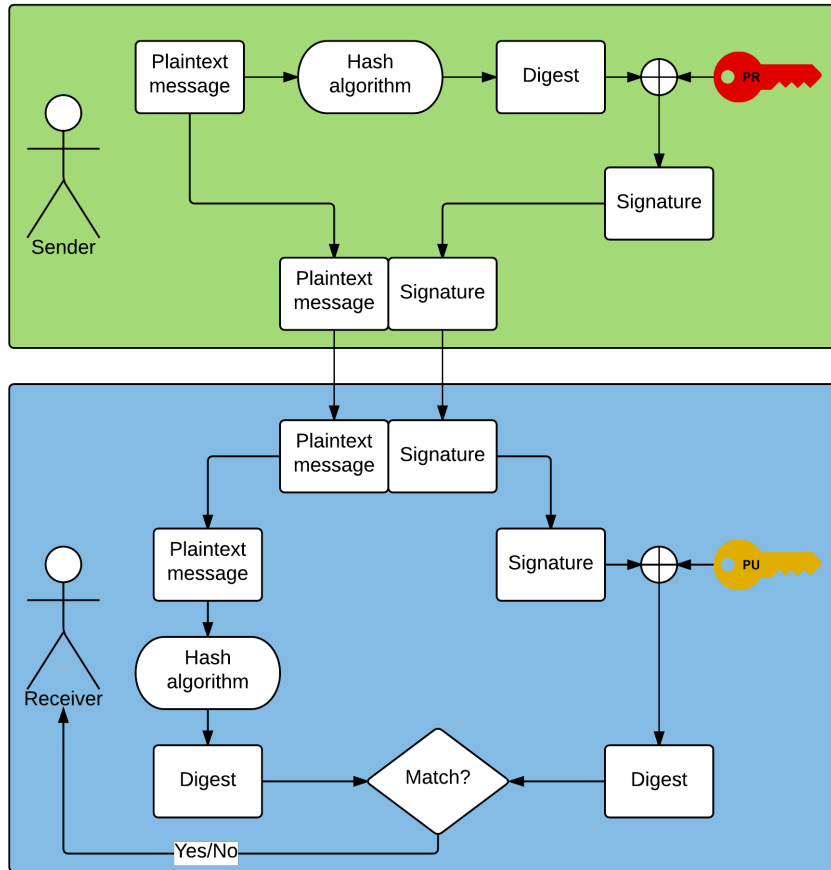 Plaintext
message
Hash
algorithm
Digest
PR
Signature
Sender
Plaintext
message
Signature
Plaintext
message
Signature
Plaintext
message
Signature
PU
Hash
algorithm
Receiver
Digest
Match?
Digest
Yes/No